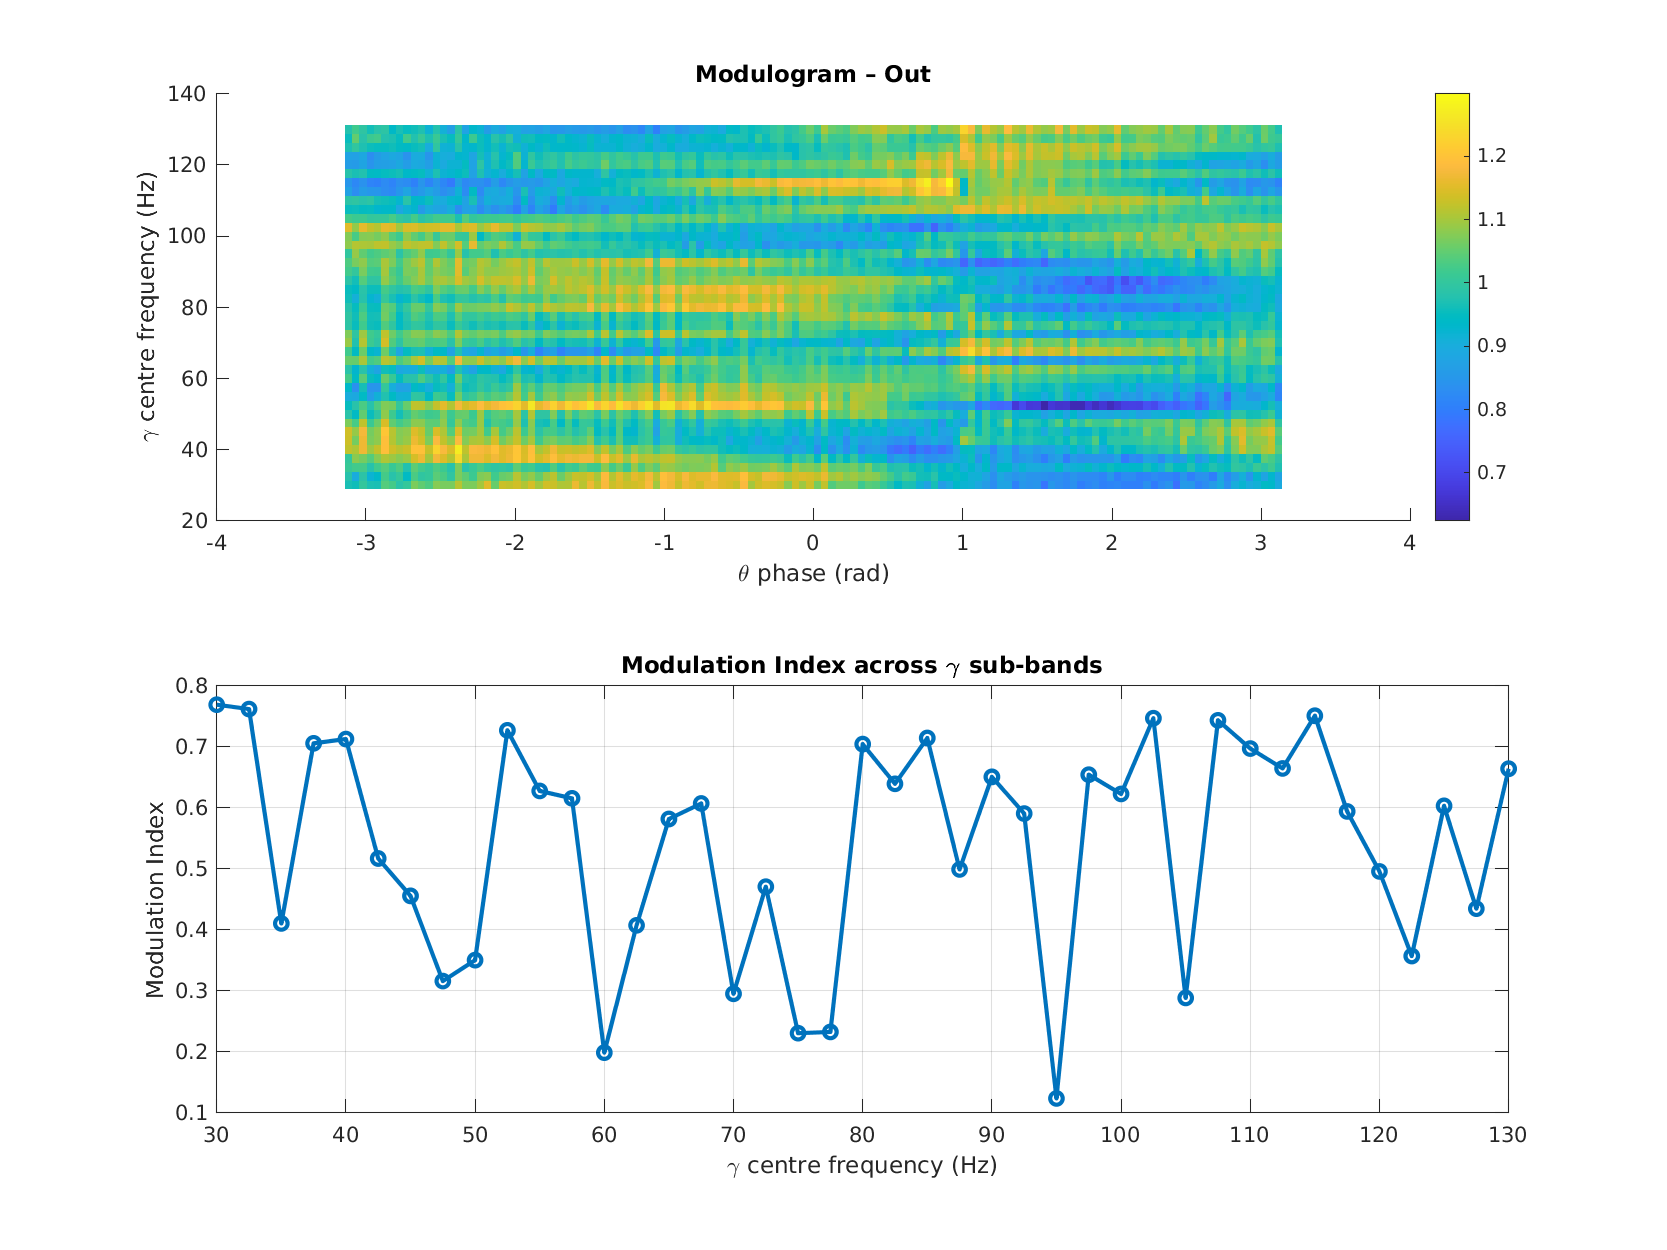 Modulogram – Out
γ centre frequency (Hz)
140
120
100
80
60
40
20
-4 -3 -2 -1 0 1 2 3 4
θ phase (rad)
1.2
1.1
1
0.9
0.8
0.7
Modulation Index across γ sub-bands
Modulation Index
0.8
0.7
0.6
0.5
0.4
0.3
0.2
0.1
30 40 50 60 70 80 90 100 110 120 130
γ centre frequency (Hz)